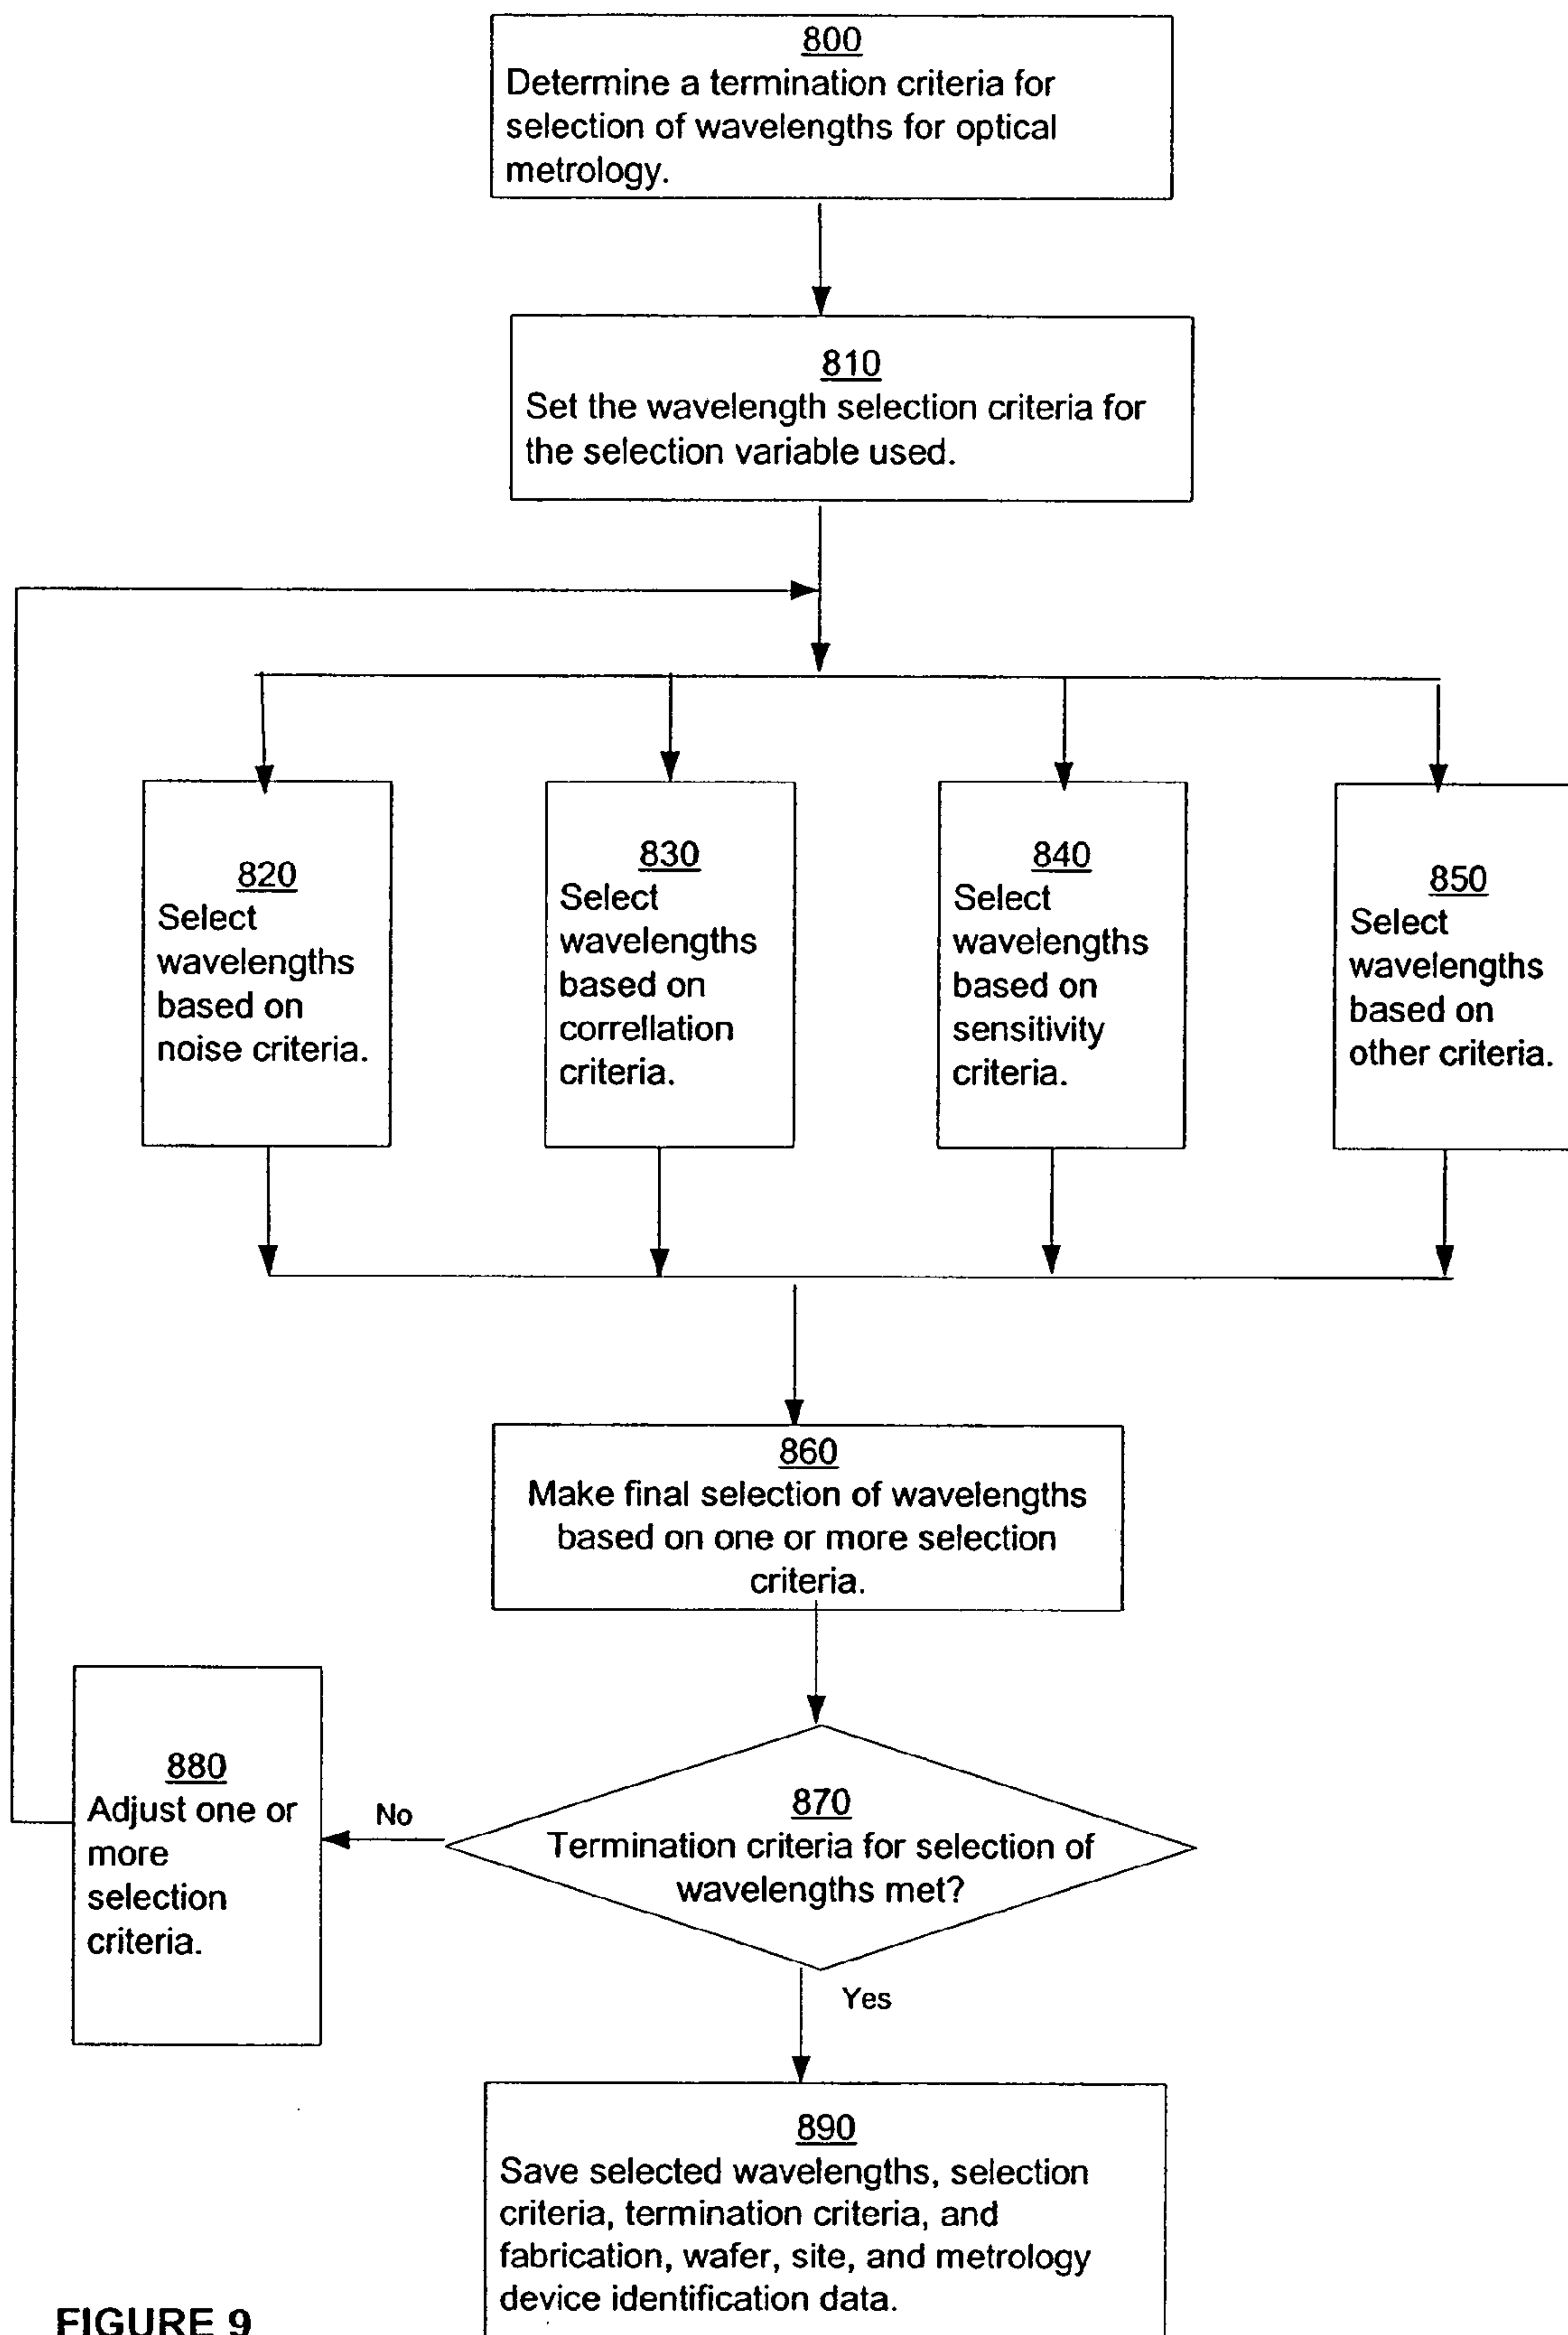 800
Determine a termination criteria for
selection of wavelengths for optical
metrology.
810
Set the wavelength selection criteria for
the selection variable used.
820
Select
wavelengths
based on
noise criteria.
830
Select
wavelengths
based on
correllation
criteria.
840
Select
wavelengths
based on
sensitivity
criteria.
850
Select
wavelengths
based on
other criteria.
860
Make final selection of wavelengths
based on one or more selection
criteria.
870
Termination criteria for selection of
wavelengths met?
No
880
Adjust one or
more
selection
criteria.
Yes
890
Save selected wavelengths, selection
criteria, termination criteria, and
fabrication, wafer, site, and metrology
device identification data.
FIGURE 9